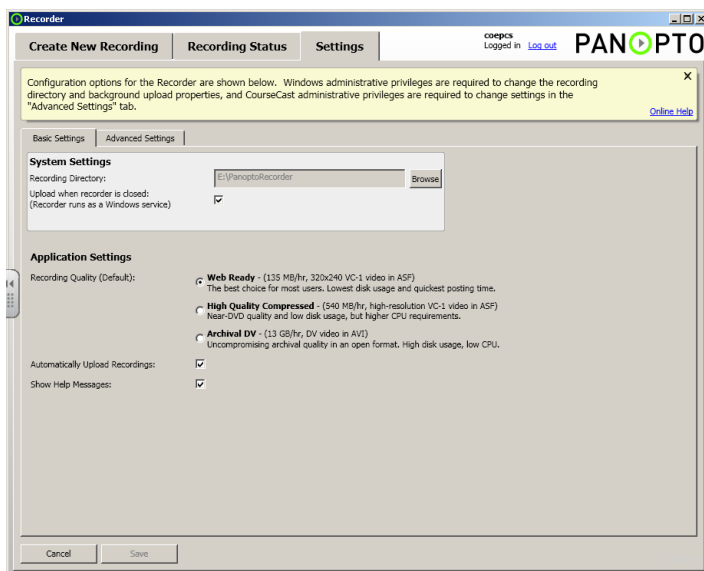 Recorder
Create New Recording
Recording Status
Settings
coepcs
Logged in Log out
PANOPTO
Configuration options for the Recorder are shown below. Windows administrative privileges are required to change the recording
directory and background upload properties, and CourseCast administrative privileges are required to change settings in the
"Advanced Settings" tab.
X
Online Help
Basic Settings
Advanced Settings
System Settings
Recording Directory:
E:\PanoptoRecorder
Browse
Upload when recorder is closed:
(Recorder runs as a Windows service)
Application Settings
Recording Quality (Default):
Web Ready - (135 MB/hr, 320x240 VC-1 video in ASF)
The best choice for most users. Lowest disk usage and quickest posting time.
High Quality Compressed - (540 MB/hr, high-resolution VC-1 video in ASF)
Near-DVD quality and low disk usage, but higher CPU requirements.
Archival DV - (13 GB/hr, DV video in AVI)
Uncompromising archival quality in an open format. High disk usage, low CPU.
Automatically Upload Recordings:
Show Help Messages:
Cancel
Save